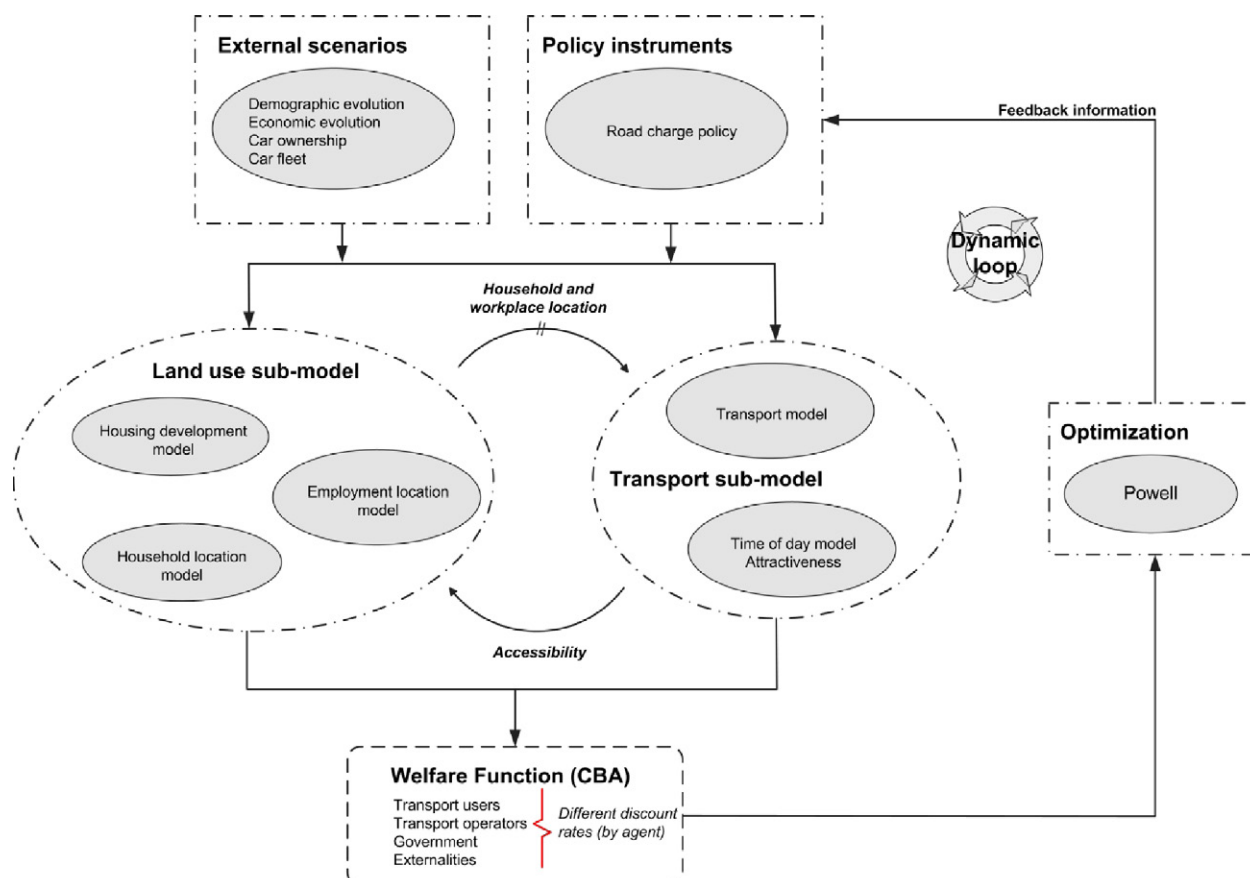 External scenarios
Demographic evolution
Economic evolution
Car ownership
Car fleet
Policy instruments
Road charge policy
Feedback information
Dynamic
loop
Household and
workplace location
Land use sub-model
Housing development
model
Employment location
model
Household location
model
Transport model
Transport sub-model
Time of day model
Attractiveness
Accessibility
Optimization
Powell
Welfare Function (CBA)
Transport users
Transport operators
Government
Externalities
Different discount
rates (by agent)